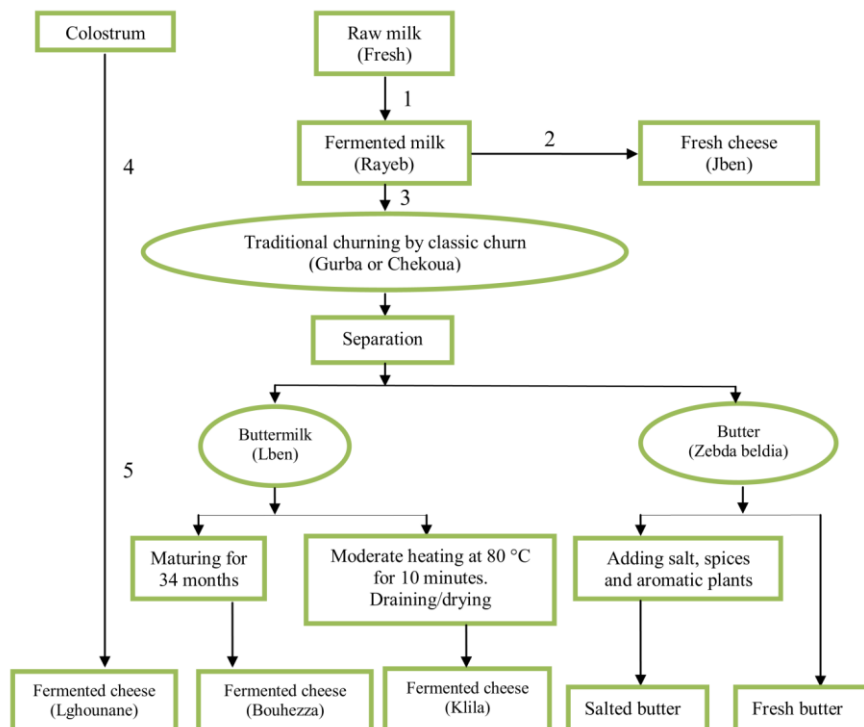 Colostrum
Raw milk
(Fresh)
1
Fermented milk
(Rayeb)
2
Fresh cheese
(Jben)
4
3
Traditional churning by classic churn
(Gurba or Chekoua)
Separation
Buttermilk
(Lben)
Butter
(Zebda beldia)
5
Maturing for
34 months
Moderate heating at 80 °C
for 10 minutes.
Draining/drying
Adding salt, spices
and aromatic plants
Fermented cheese
(Lghounane)
Fermented cheese
(Bouhezza)
Fermented cheese
(Klila)
Salted butter
Fresh butter